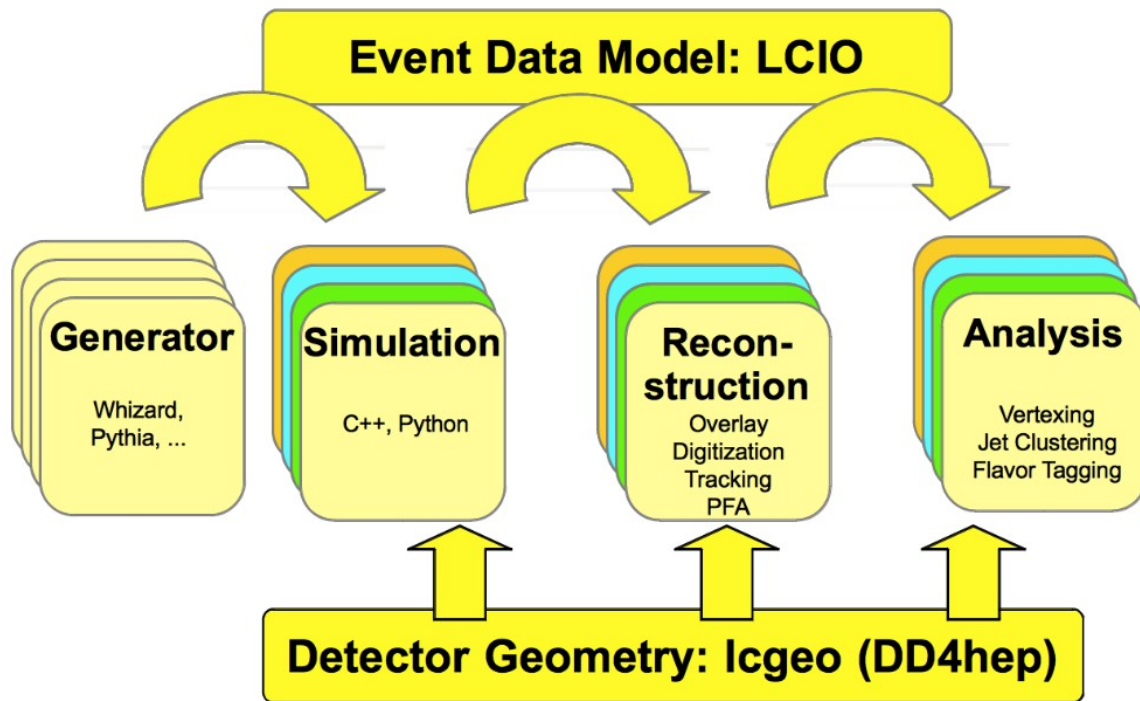 Event Data Model: LCIO
Generator
Whizard,
Pythia, ...
Simulation
C++, Python
Recon-
struction
Overlay
Digitization
Tracking
PFA
Analysis
Vertexing
Jet Clustering
Flavor Tagging
Detector Geometry: lcgeo (DD4hep)